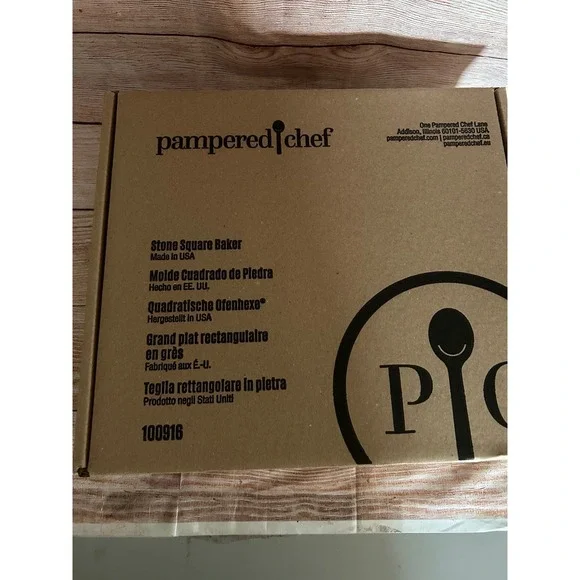 pampered chef
One Pampered Chef Lane
Addison, Illinois 60101-5630 USA
pamperedchef.com | pamperedchef.ca
pamperedchef.eu
Stone Square Baker
Made in USA
Molde Cuadrado de Piedra
Hecho en EE. UU.
Quadratische Ofenhexe®
Hergestellt in USA
Grand plat rectangulaire
en grès
Fabriqué aux É.-U.
Teglia rettangolare in pietra
Prodotto negli Stati Uniti
100916
P C